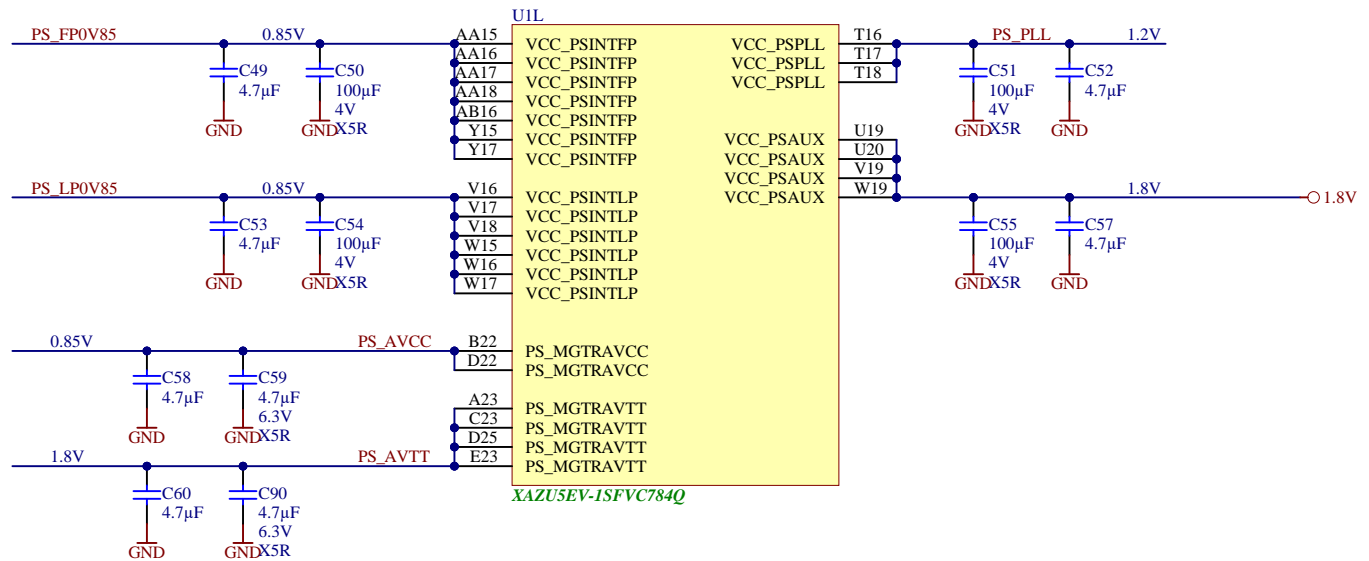 U1L
PS_FP0V85 0.85V AA15 VCC_PSINTFP VCC_PSPLL T16 PS_PLL 1.2V
AA16 VCC_PSINTFP VCC_PSPLL T17
AA17 VCC_PSINTFP VCC_PSPLL T18
AA18 VCC_PSINTFP
AB16 VCC_PSINTFP
Y15 VCC_PSINTFP
Y17 VCC_PSINTFP
C49
4.7µF
GND
C50
100µF
4V
X5R
GND
C51
100µF
4V
X5R
GND
C52
4.7µF
GND
VCC_PSAUX U19
VCC_PSAUX U20
VCC_PSAUX V19
VCC_PSAUX W19 1.8V 1.8V
PS_LP0V85 0.85V V16 VCC_PSINTLP
V17 VCC_PSINTLP
V18 VCC_PSINTLP
W15 VCC_PSINTLP
W16 VCC_PSINTLP
W17 VCC_PSINTLP
C53
4.7µF
GND
C54
100µF
4V
X5R
GND
C55
100µF
4V
X5R
GND
C57
4.7µF
GND
0.85V PS_AVCC B22 PS_MGTRAVCC
D22 PS_MGTRAVCC
C58
4.7µF
GND
C59
4.7µF
6.3V
X5R
GND
A23 PS_MGTRAVTT
C23 PS_MGTRAVTT
D25 PS_MGTRAVTT
1.8V PS_AVTT E23 PS_MGTRAVTT
C60
4.7µF
GND
C90
4.7µF
6.3V
X5R
GND
XAZU5EV-1SFVC784Q